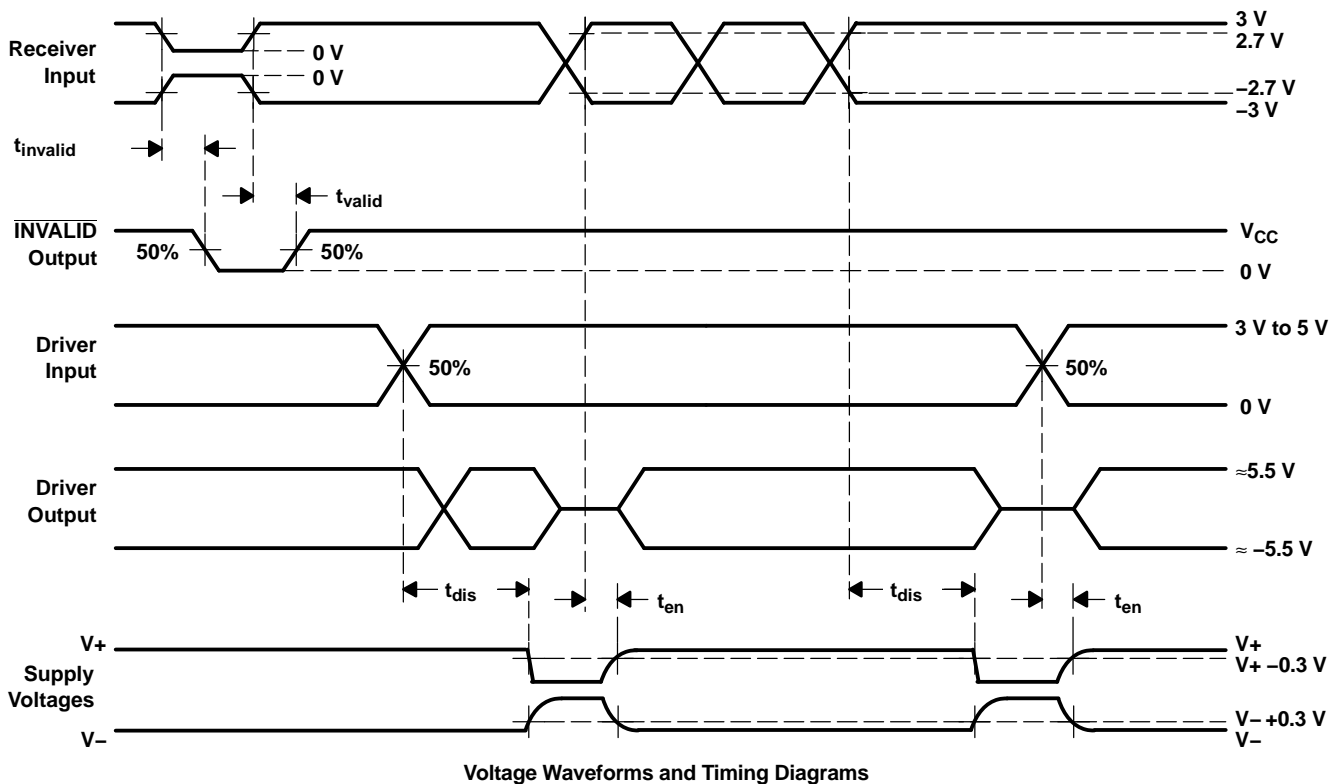 Receiver
Input
0 V
0 V
3 V
2.7 V
–2.7 V
–3 V
tinvalid
tvalid
INVALID
Output
50%
50%
VCC
0 V
Driver
Input
50%
50%
3 V to 5 V
0 V
Driver
Output
≈5.5 V
≈ –5.5 V
tdis
ten
tdis
ten
V+
Supply
Voltages
V–
V+
V+ –0.3 V
V– +0.3 V
V–
Voltage Waveforms and Timing Diagrams